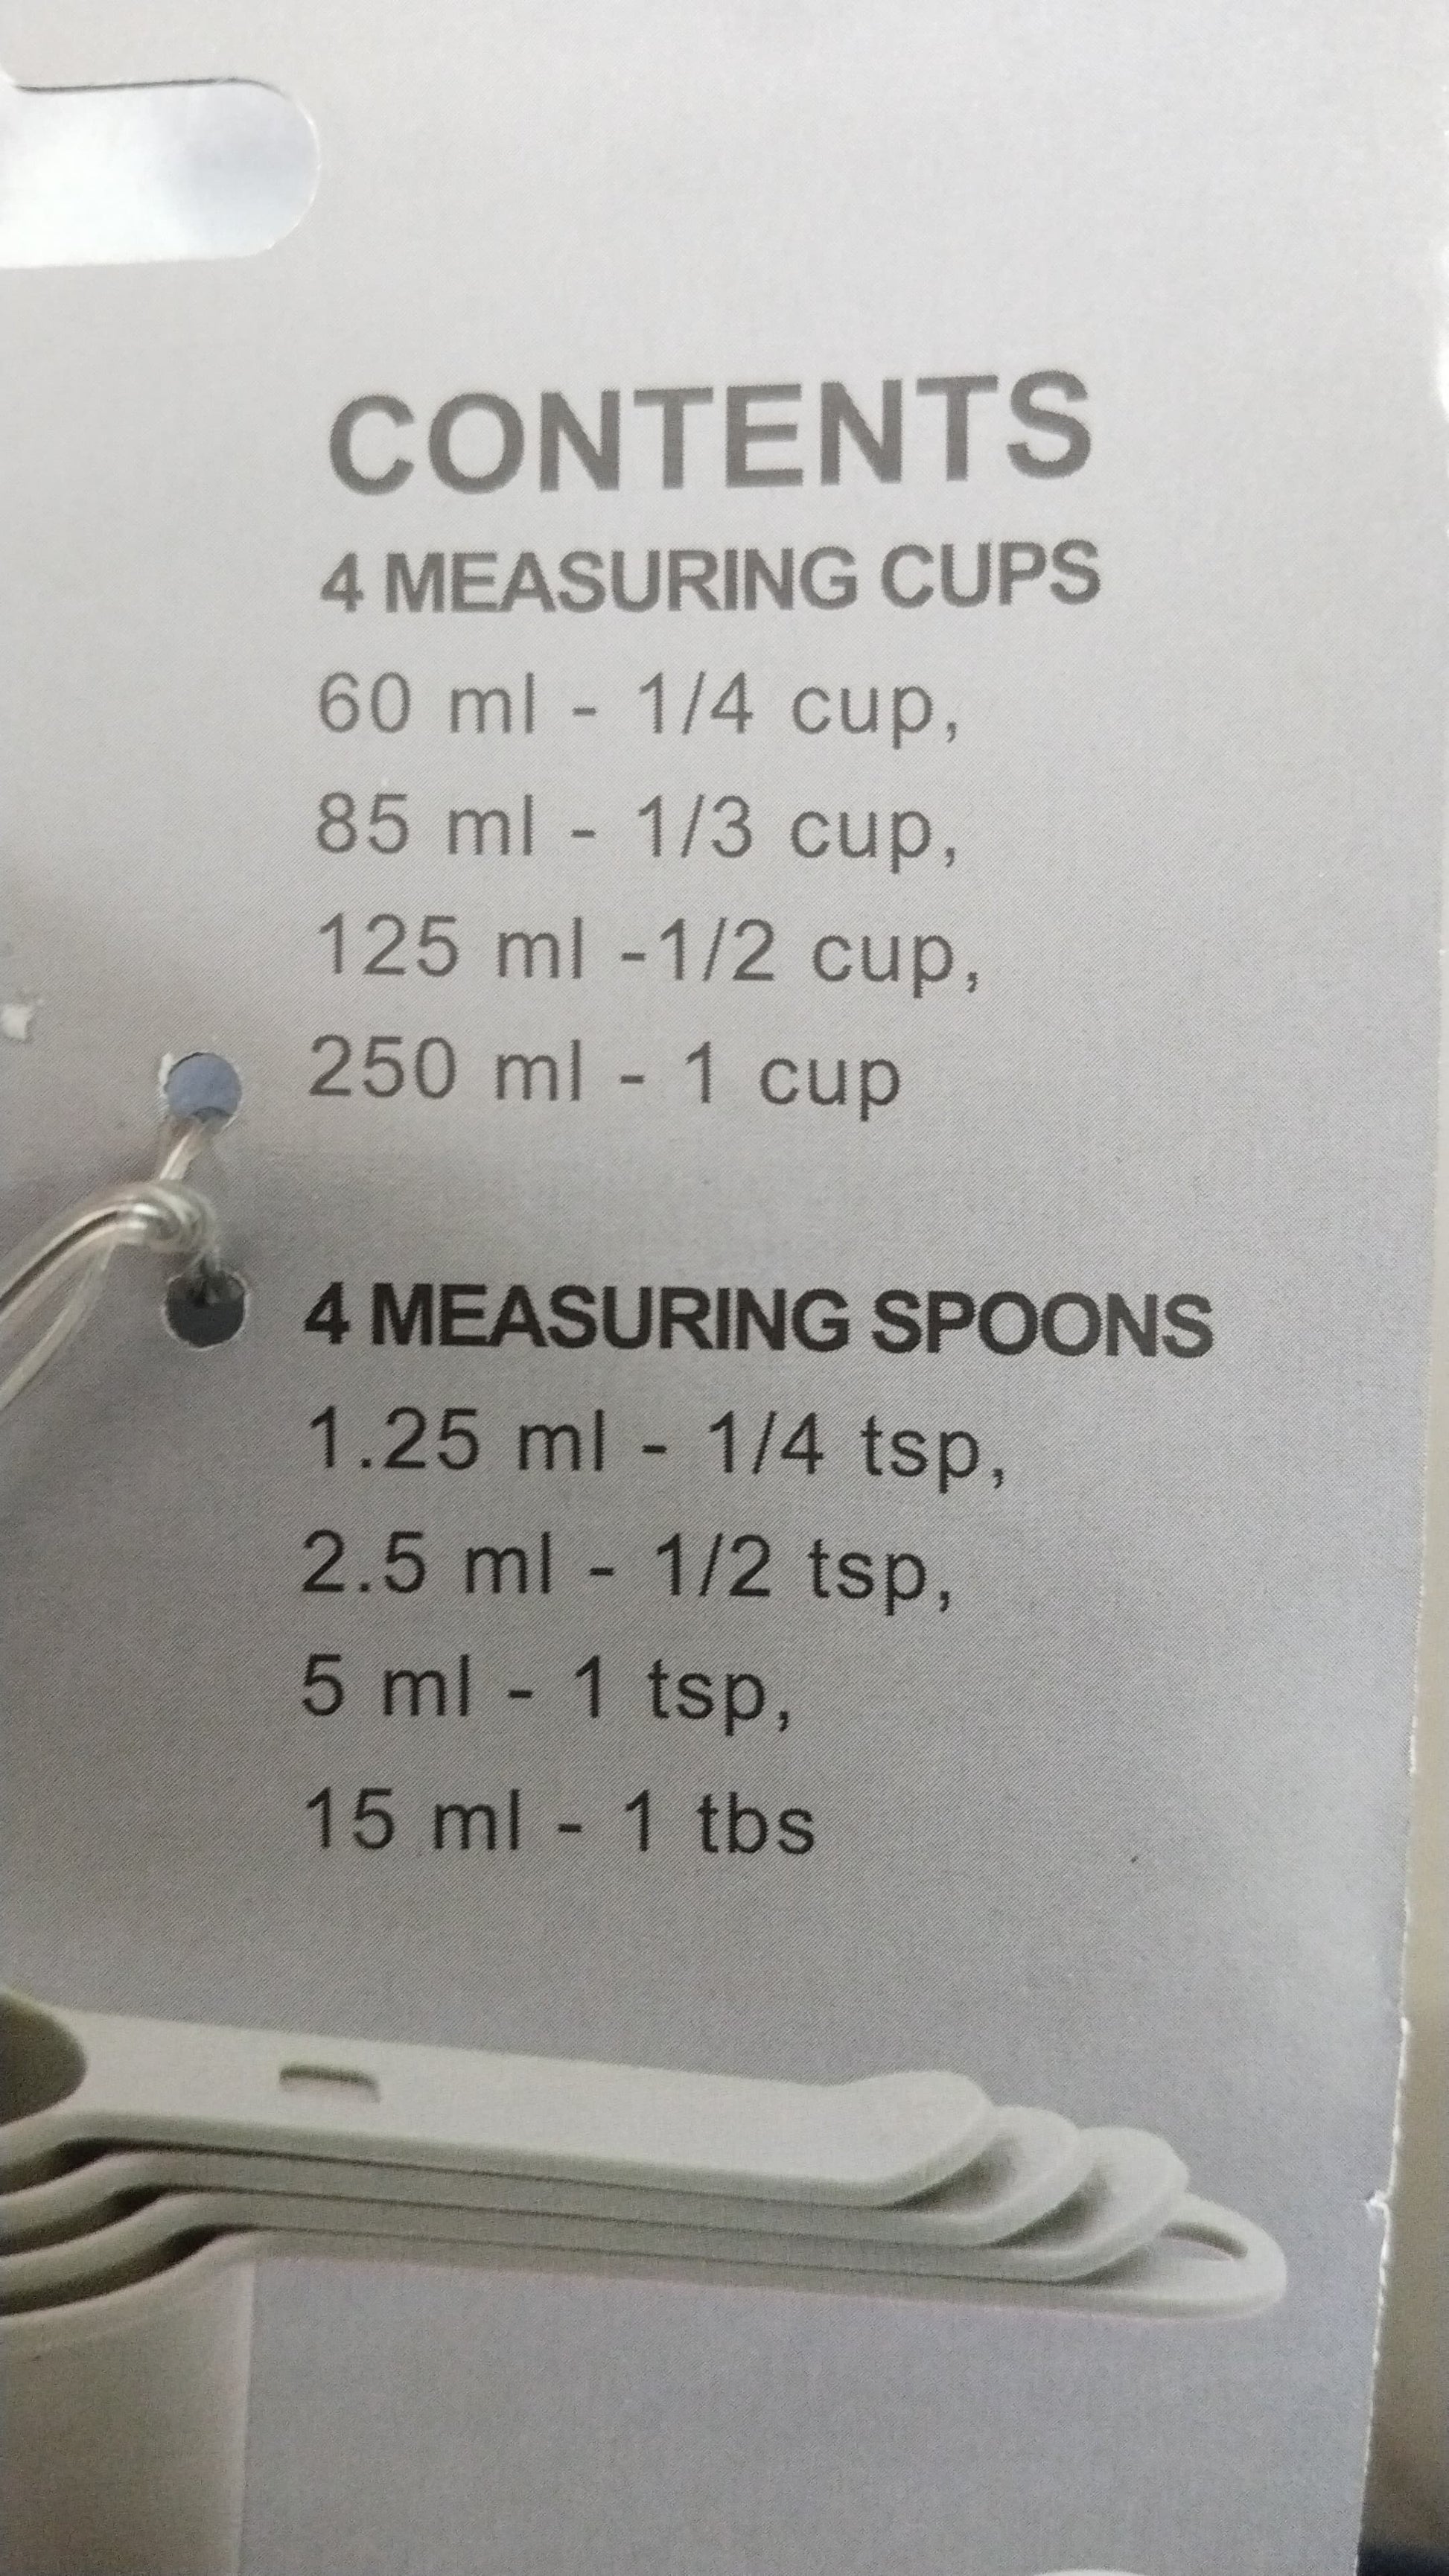 CONTENTS
4 MEASURING CUPS
60 ml - 1/4 cup,
85 ml - 1/3 cup,
125 ml -1/2 cup,
250 ml - 1 cup
4 MEASURING SPOONS
1.25 ml - 1/4 tsp,
2.5 ml - 1/2 tsp,
5 ml - 1 tsp,
15 ml - 1 tbs